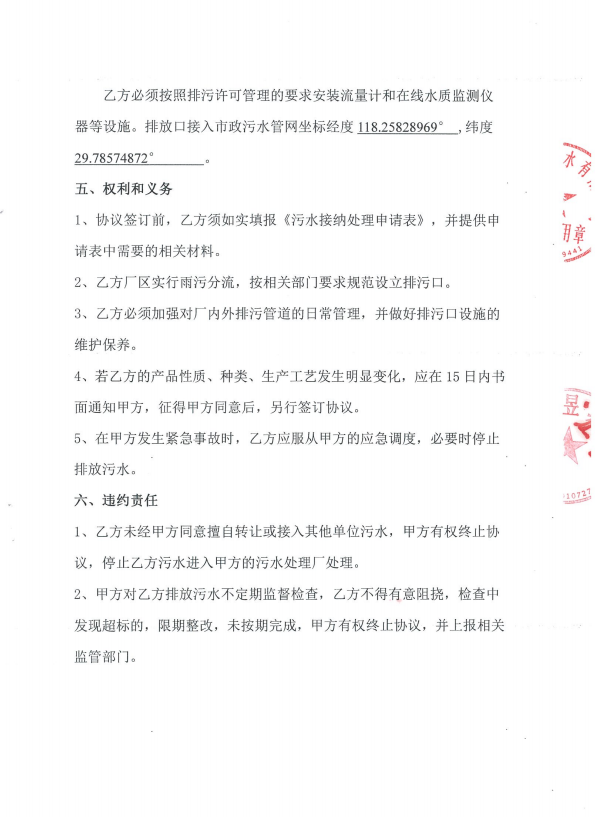 乙方必须按照排污许可管理的要求安装流量计和在线水质监测仪
器等设施。排放口接入市政污水管网坐标经度 118.25828969° ,纬度
29.78574872° 。
五、权利和义务
1、协议签订前，乙方须如实填报《污水接纳处理申请表》，并提供申
请表中需要的相关材料。
2、乙方厂区实行雨污分流，按相关部门要求规范设立排污口。
3、乙方必须加强对厂内外排污管道的日常管理，并做好排污口设施的
维护保养。
4、若乙方的产品性质、种类、生产工艺发生明显变化，应在 15 日内书
面通知甲方，征得甲方同意后，另行签订协议。
5、在甲方发生紧急事故时，乙方应服从甲方的应急调度，必要时停止
排放污水。
六、违约责任
1、乙方未经甲方同意擅自转让或接入其他单位污水，甲方有权终止协
议，停止乙方污水进入甲方的污水处理厂处理。
2、甲方对乙方排放污水不定期监督检查，乙方不得有意阻挠，检查中
发现超标的，限期整改，未按期完成，甲方有权终止协议，并上报相关
监管部门。
水有
用章
9441
昱
10727